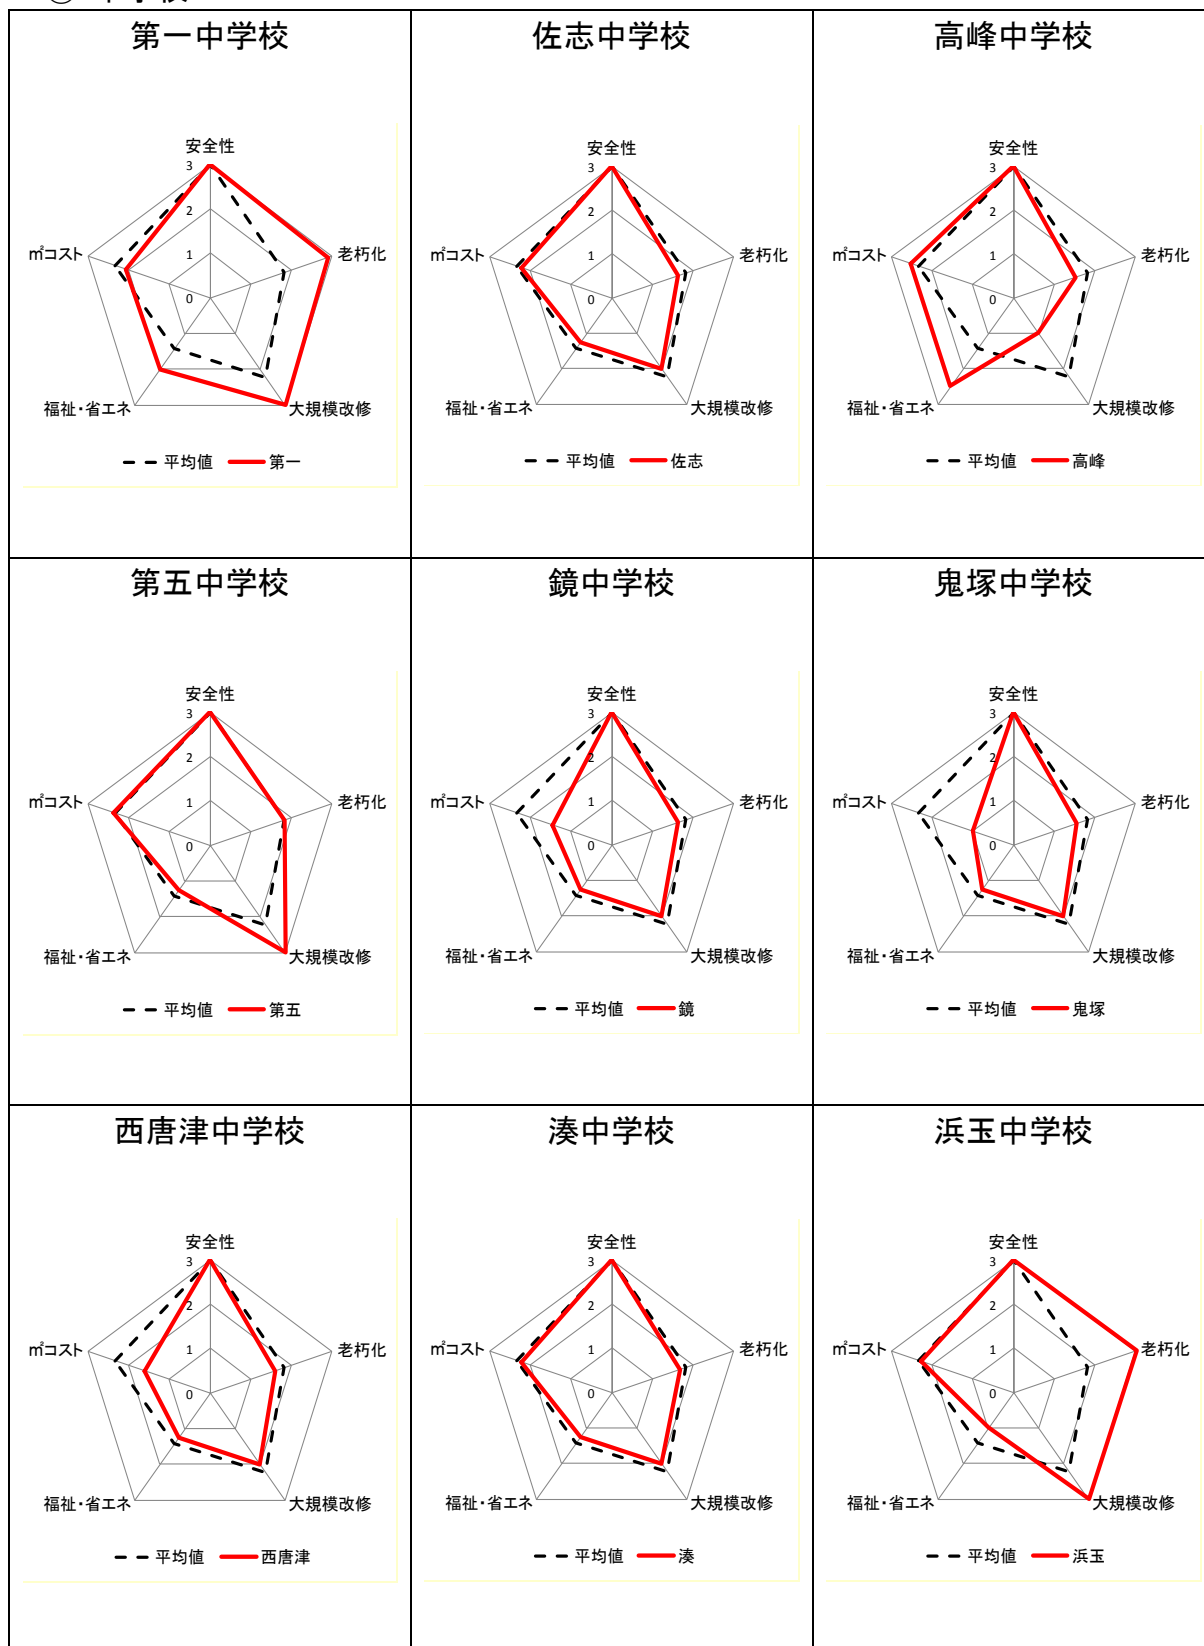 第一中学校
安全性
3
2
1
0
老朽化
大規模改修
福祉・省エネ
㎡コスト
平均値 第一
佐志中学校
安全性
3
2
1
0
老朽化
大規模改修
福祉・省エネ
㎡コスト
平均値 佐志
高峰中学校
安全性
3
2
1
0
老朽化
大規模改修
福祉・省エネ
㎡コスト
平均値 高峰
第五中学校
安全性
3
2
1
0
老朽化
大規模改修
福祉・省エネ
㎡コスト
平均値 第五
鏡中学校
安全性
3
2
1
0
老朽化
大規模改修
福祉・省エネ
㎡コスト
平均値 鏡
鬼塚中学校
安全性
3
2
1
0
老朽化
大規模改修
福祉・省エネ
㎡コスト
平均値 鬼塚
西唐津中学校
安全性
3
2
1
0
老朽化
大規模改修
福祉・省エネ
㎡コスト
平均値 西唐津
湊中学校
安全性
3
2
1
0
老朽化
大規模改修
福祉・省エネ
㎡コスト
平均値 湊
浜玉中学校
安全性
3
2
1
0
老朽化
大規模改修
福祉・省エネ
㎡コスト
平均値 浜玉